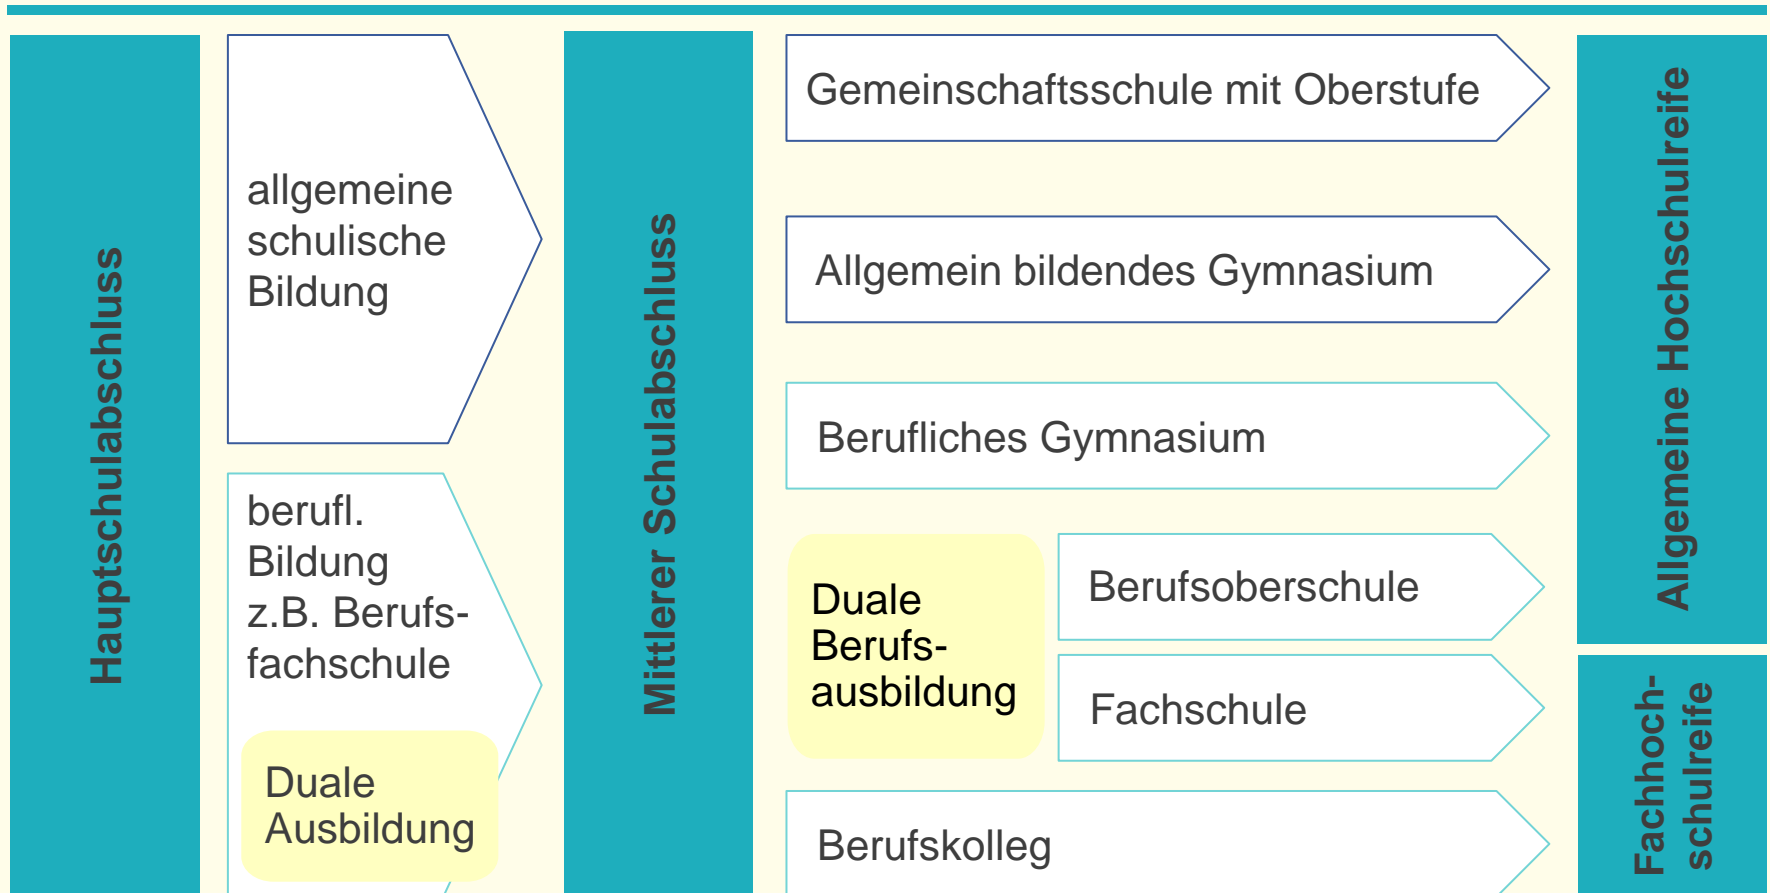 Hauptschulabschluss
allgemeine
schulische
Bildung
berufl.
Bildung
z.B. Berufs-
fachschule
Duale
Ausbildung
Mittlerer Schulabschluss
Gemeinschaftsschule mit Oberstufe
Allgemein bildendes Gymnasium
Berufliches Gymnasium
Duale
Berufs-
ausbildung
Berufsoberschule
Fachschule
Berufskolleg
Allgemeine Hochschulreife
Fachhoch-
schulreife